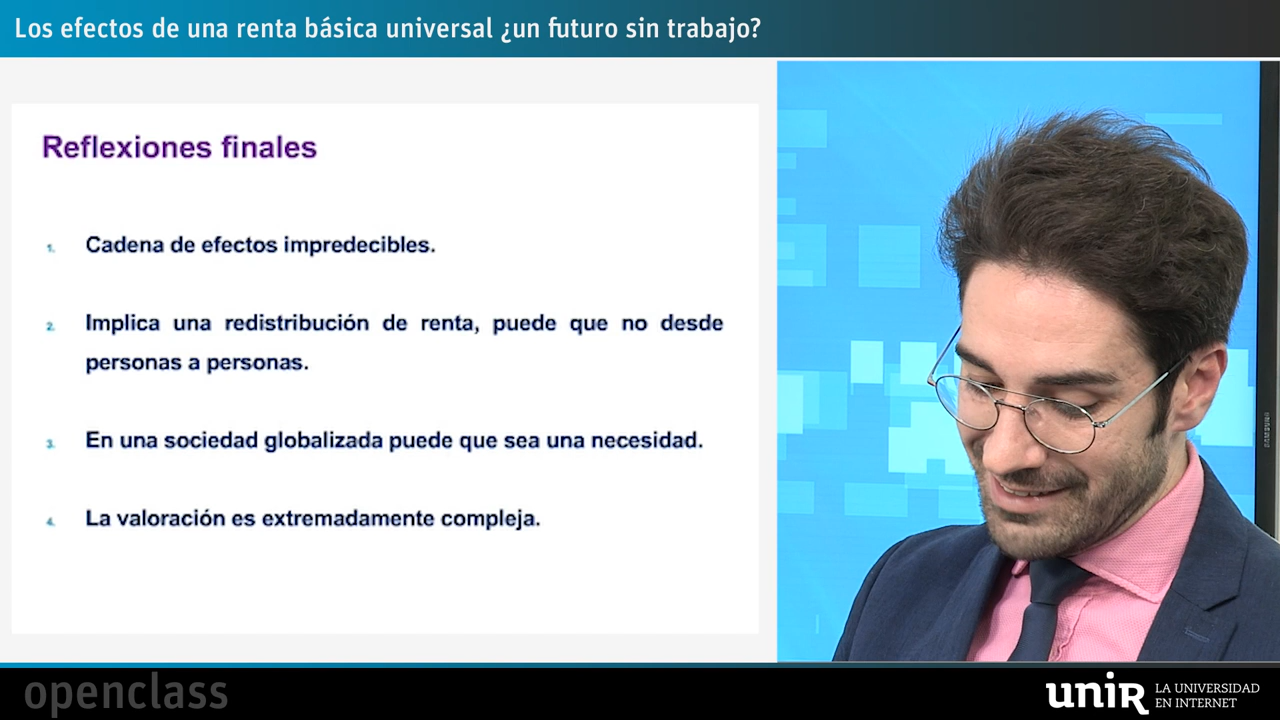 Los efectos de una renta básica universal ¿un futuro sin trabajo?
Reflexiones finales
1. Cadena de efectos impredecibles.
2. Implica una redistribución de renta, puede que no desde
personas a personas.
3. En una sociedad globalizada puede que sea una necesidad.
4. La valoración es extremadamente compleja.
openclass
unir LA UNIVERSIDAD
EN INTERNET